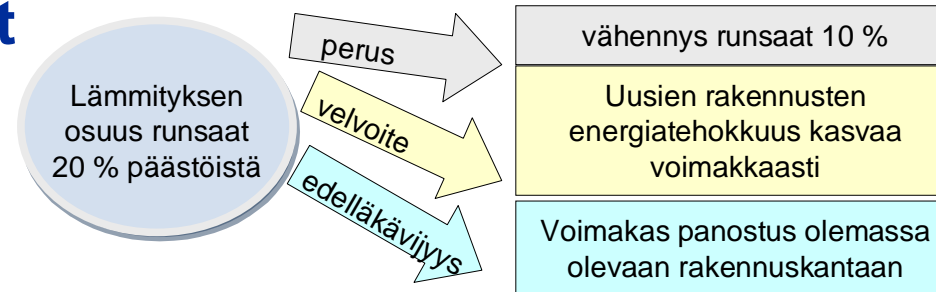 t
Lämmityksen
osuus runsaat
20 % päästöistä
perus
velvoite
edelläkävijyys
vähennys runsaat 10 %
Uusien rakennusten
energiatehokkuus kasvaa
voimakkaasti
Voimakas panostus olemassa
olevaan rakennuskantaan